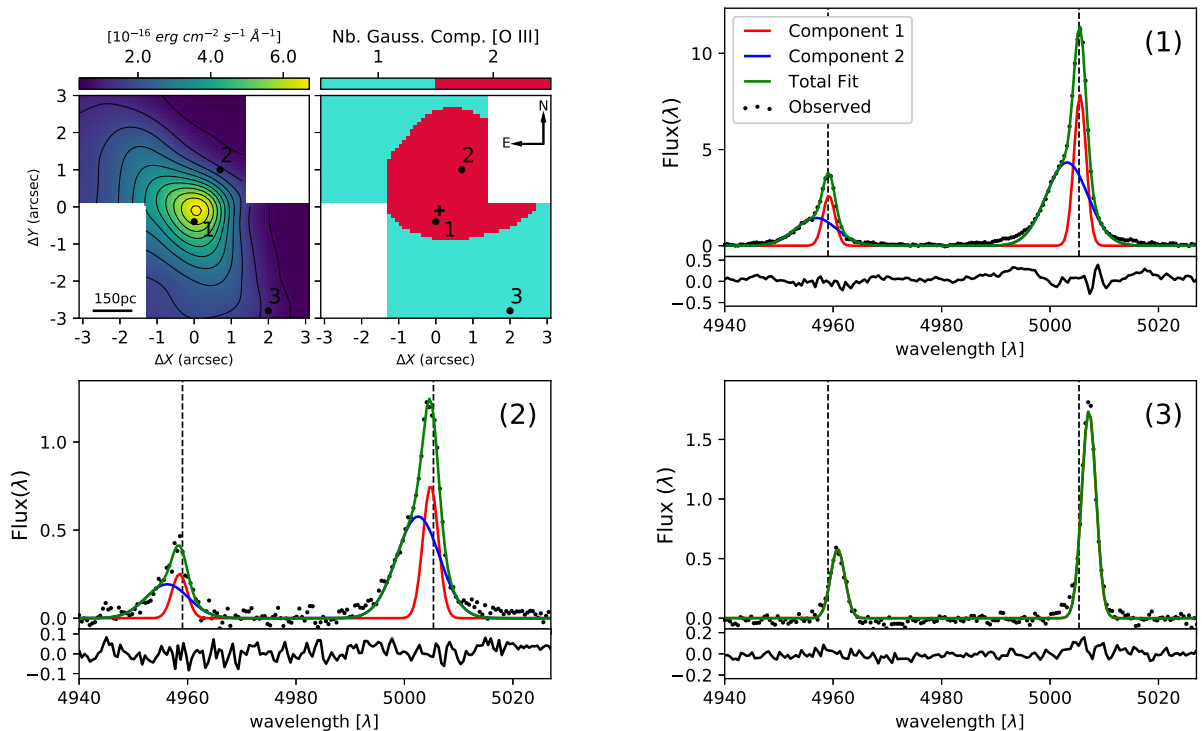 [10⁻¹⁶ erg cm⁻² s⁻¹ Å⁻¹]
2.0 4.0 6.0
Nb. Gauss. Comp. [O III]
1 2
3
2
1
0
-1
-2
-3
ΔY (arcsec)
2
1
3
150pc
-3 -2 -1 0 1 2 3
ΔX (arcsec)
N
E
2
1
3
-3 -2 -1 0 1 2 3
ΔX (arcsec)
(1)
Component 1
Component 2
Total Fit
Observed
Flux(λ)
10
5
0
0.5
0.0
−0.5
4940 4960 4980 5000 5020
wavelength [λ]
(2)
Flux(λ)
1.0
0.5
0.0
0.1
0.0
−0.1
4940 4960 4980 5000 5020
wavelength [λ]
(3)
Flux (λ)
1.5
1.0
0.5
0.0
0.2
0.0
−0.2
4940 4960 4980 5000 5020
wavelength [λ]